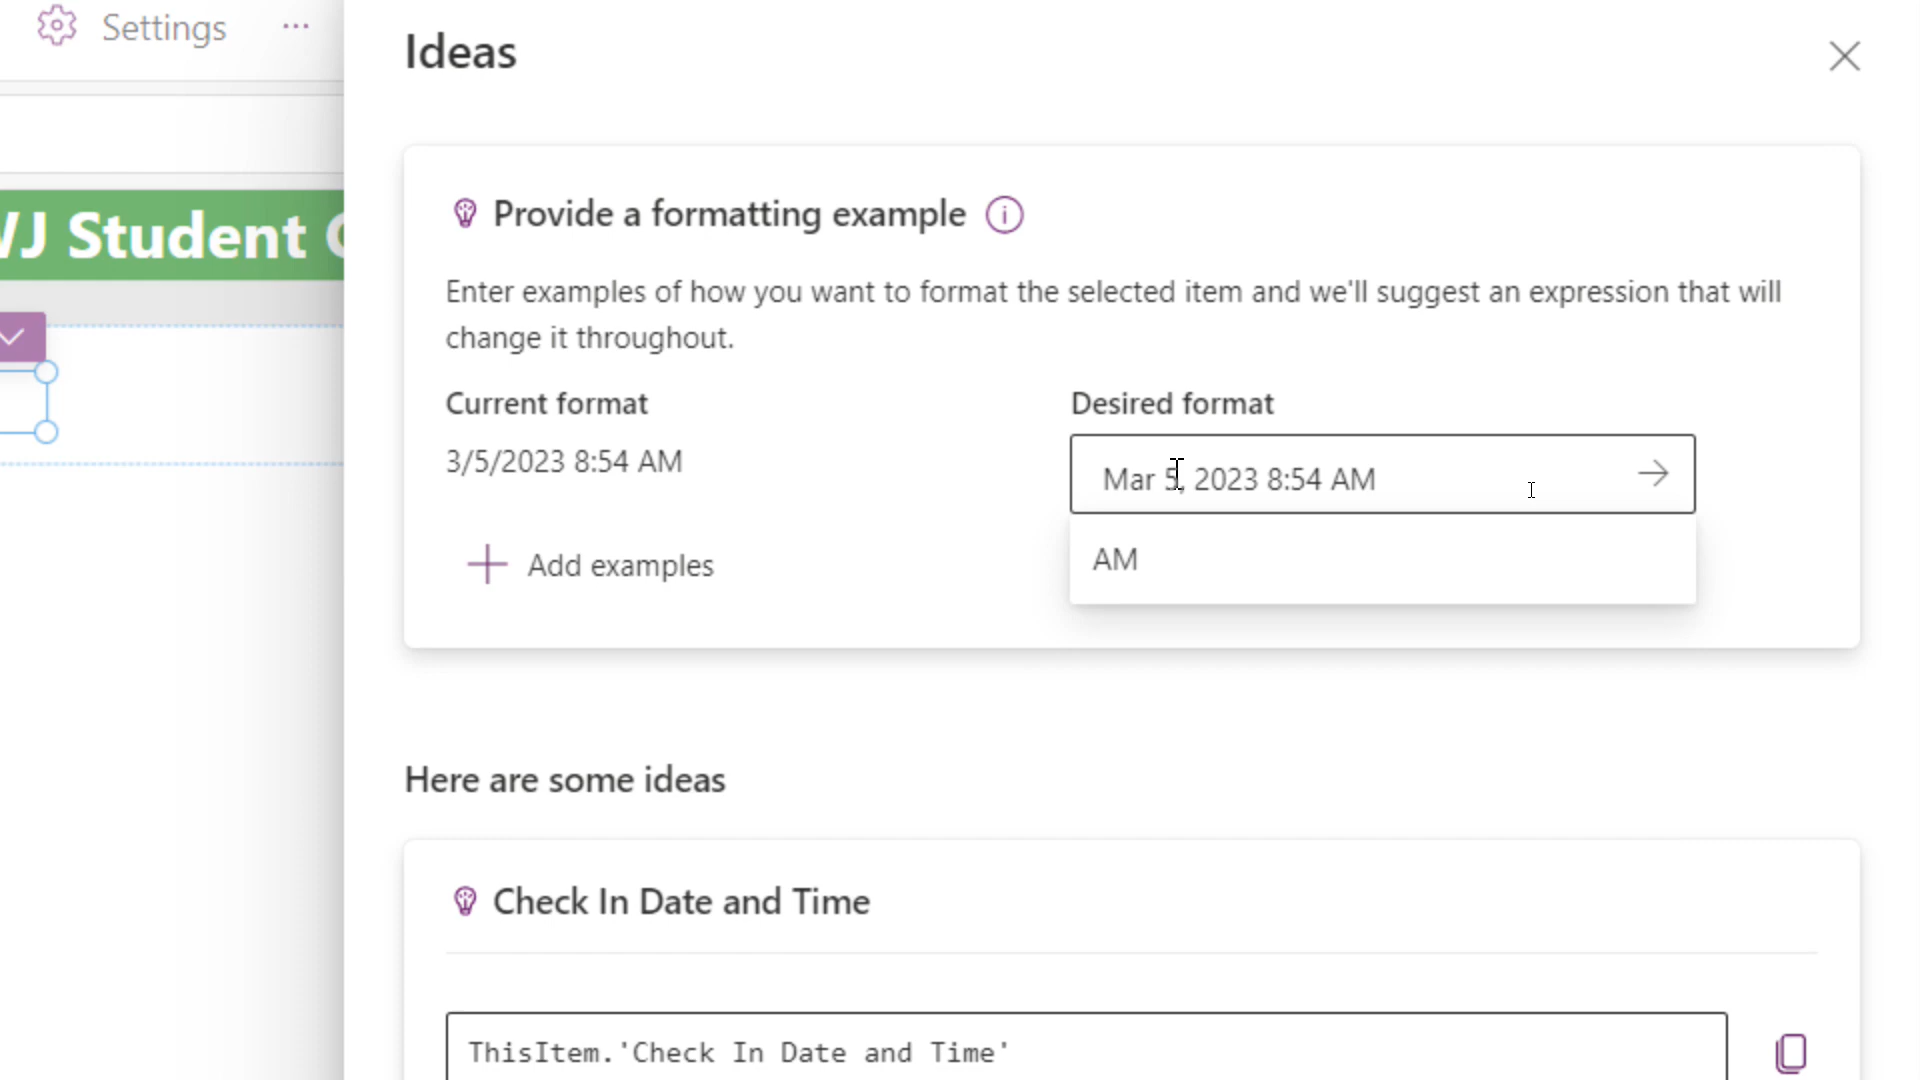 Settings
...
Ideas
WJ Student
Provide a formatting example
Enter examples of how you want to format the selected item and we'll suggest an expression that will
change it throughout.
Current format
Desired format
3/5/2023 8:54 AM
Mar 5, 2023 8:54 AM
AM
Add examples
Here are some ideas
Check In Date and Time
ThisItem.'Check In Date and Time'